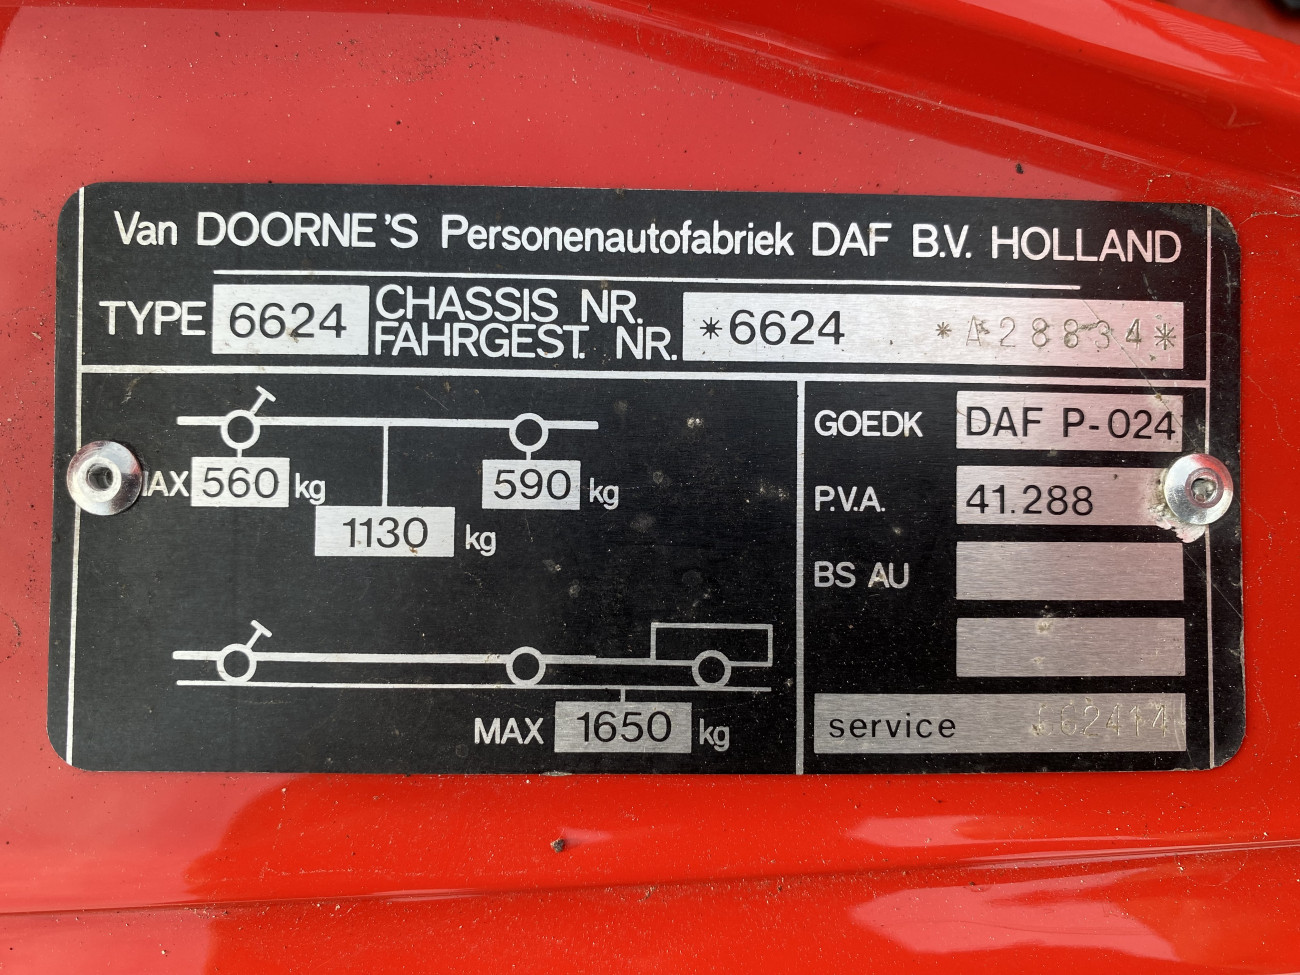 Van DOORNE'S Personenautofabriek DAF B.V. HOLLAND
TYPE 6624 CHASSIS NR. FAHRGEST. NR. *6624 *A28834*
MAX 560 kg 590 kg
1130 kg
MAX 1650 kg
GOEDK DAF P-024
P.V.A. 41.288
BS AU
service